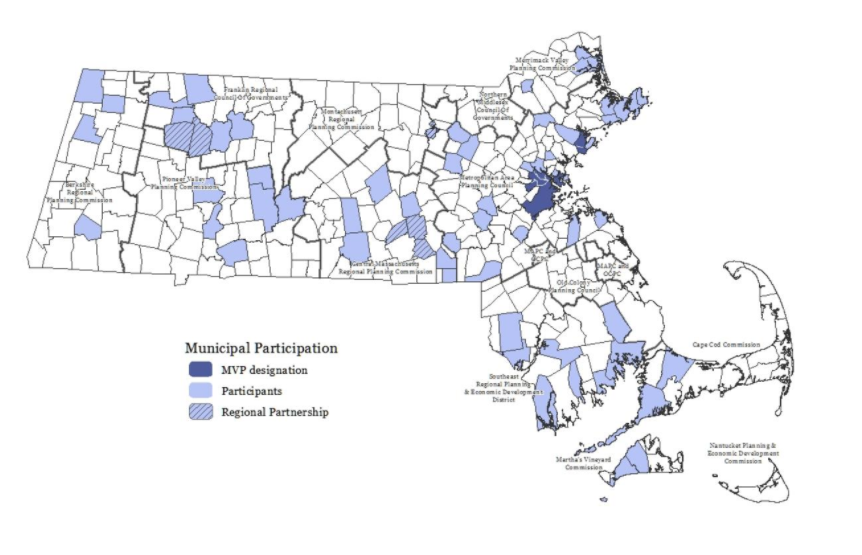 Merrimack Valley
Planning Commission
Franklin Regional
Council Of Governments
Northern
Middlesex
Council Of
Governments
Montachusett
Regional
Planning Commission
Metropolitan Area
Planning Council
Pioneer Valley
Planning Commission
Berkshire
Regional
Planning Commission
MAPC and
MAPC and
OCPC
Central Massachusetts
Regional Planning Commission
Old Colony
Planning Council
Cape Cod Commission
Municipal Participation
MVP designation
Participants
Regional Partnership
Southeast
Regional Planning
& Economic Development
District
Martha's Vineyard
Commission
Nantucket Planning &
Economic Development
Commission